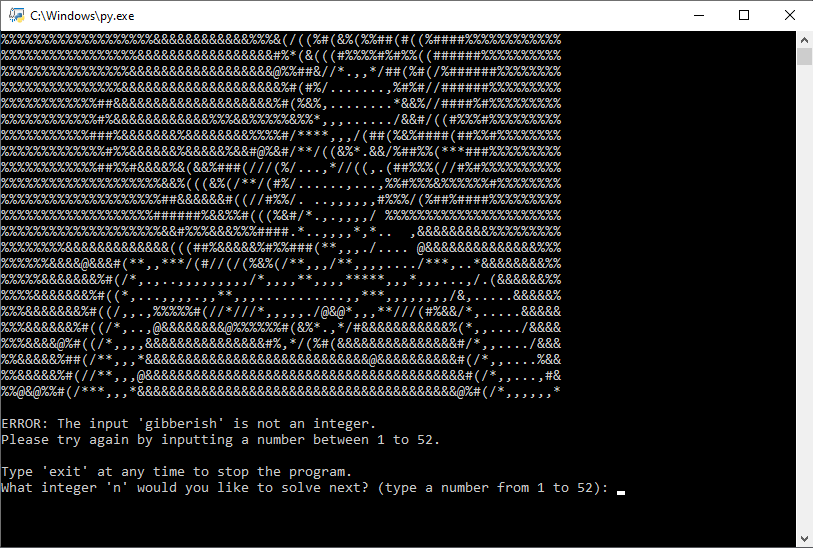 C:\Windows\py.exe
ERROR: The input 'gibberish' is not an integer.
Please try again by inputting a number between 1 to 52.
Type 'exit' at any time to stop the program.
What integer 'n' would you like to solve next? (type a number from 1 to 52):